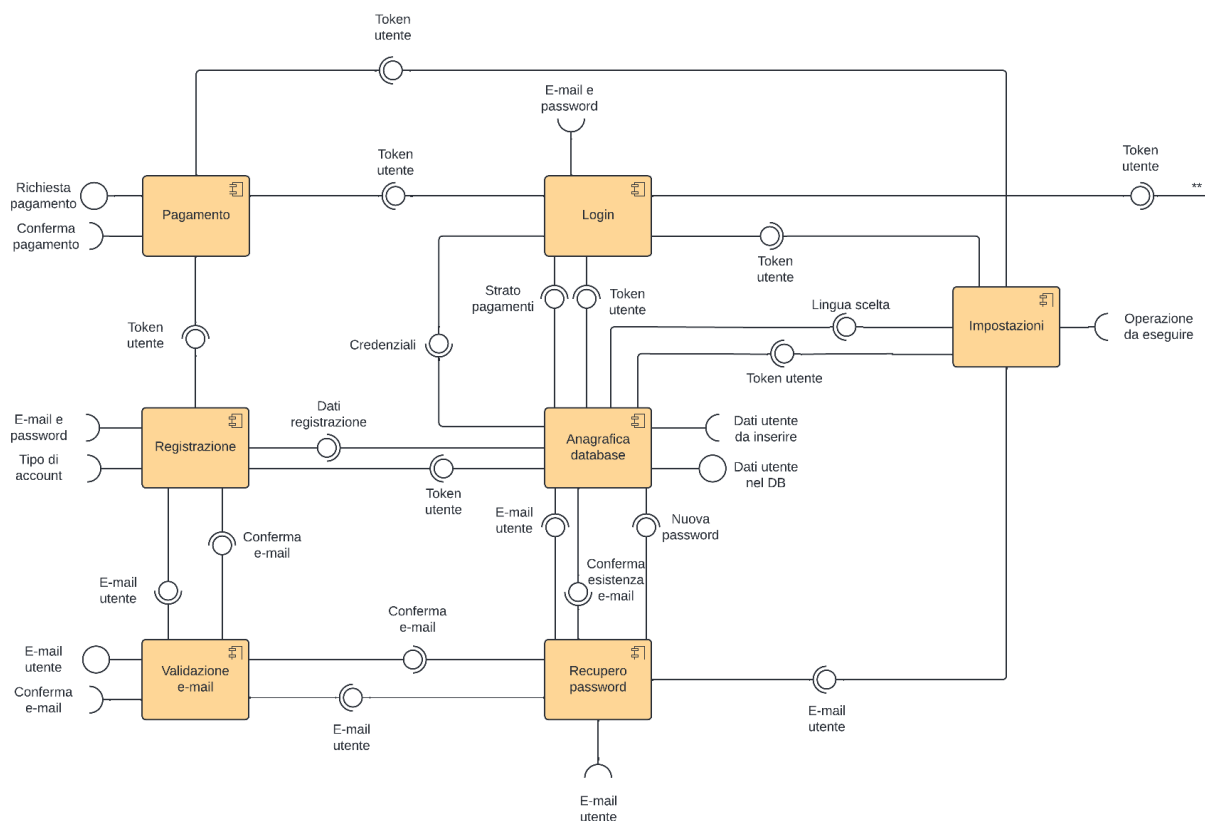 Token
utente
E-mail e
password
Token
utente
Token
utente
**
Richiesta
pagamento
Pagamento
Login
Conferma
pagamento
Token
utente
Strato
pagamenti
Token
utente
Lingua scelta
Impostazioni
Operazione
da eseguire
Token
utente
Credenziali
Token utente
E-mail e
password
Dati
registrazione
Dati utente
da inserire
Registrazione
Anagrafica
database
Tipo di
account
Token
utente
Dati utente
nel DB
E-mail
utente
Nuova
password
Conferma
e-mail
Conferma
esistenza
e-mail
E-mail
utente
Conferma
e-mail
E-mail
utente
Validazione
e-mail
Recupero
password
Conferma
e-mail
E-mail
utente
E-mail
utente
E-mail
utente